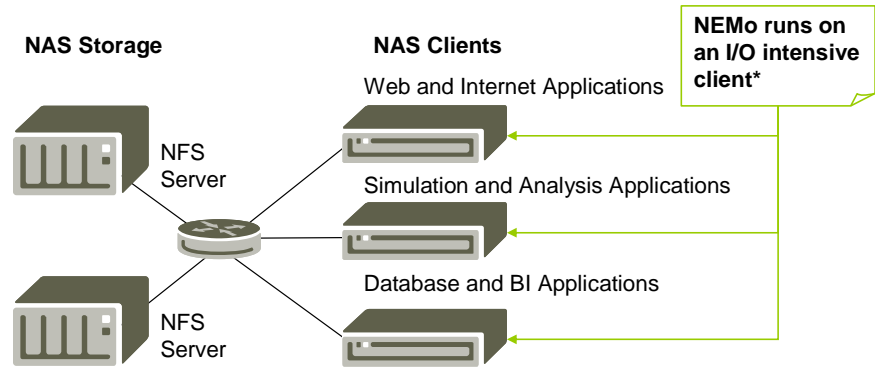 NAS Storage
NAS Clients
NEMo runs on
an I/O intensive
client*
Web and Internet Applications
NFS
Server
Simulation and Analysis Applications
Database and BI Applications
NFS
Server